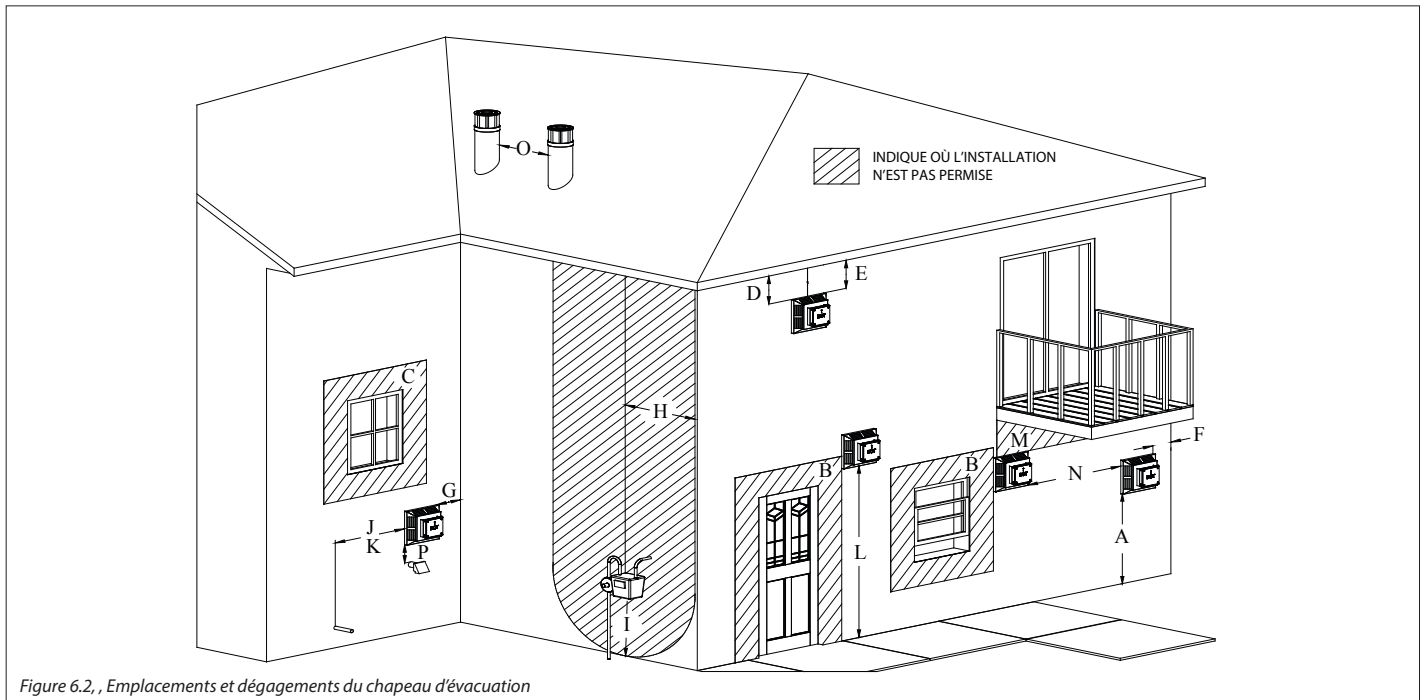 O
INDIQUE OÙ L'INSTALLATION
N'EST PAS PERMISE
D
E
C
H
B
M
F
B
N
G
J
K
P
L
A
I
Figure 6.2, , Emplacements et dégagements du chapeau d'évacuation